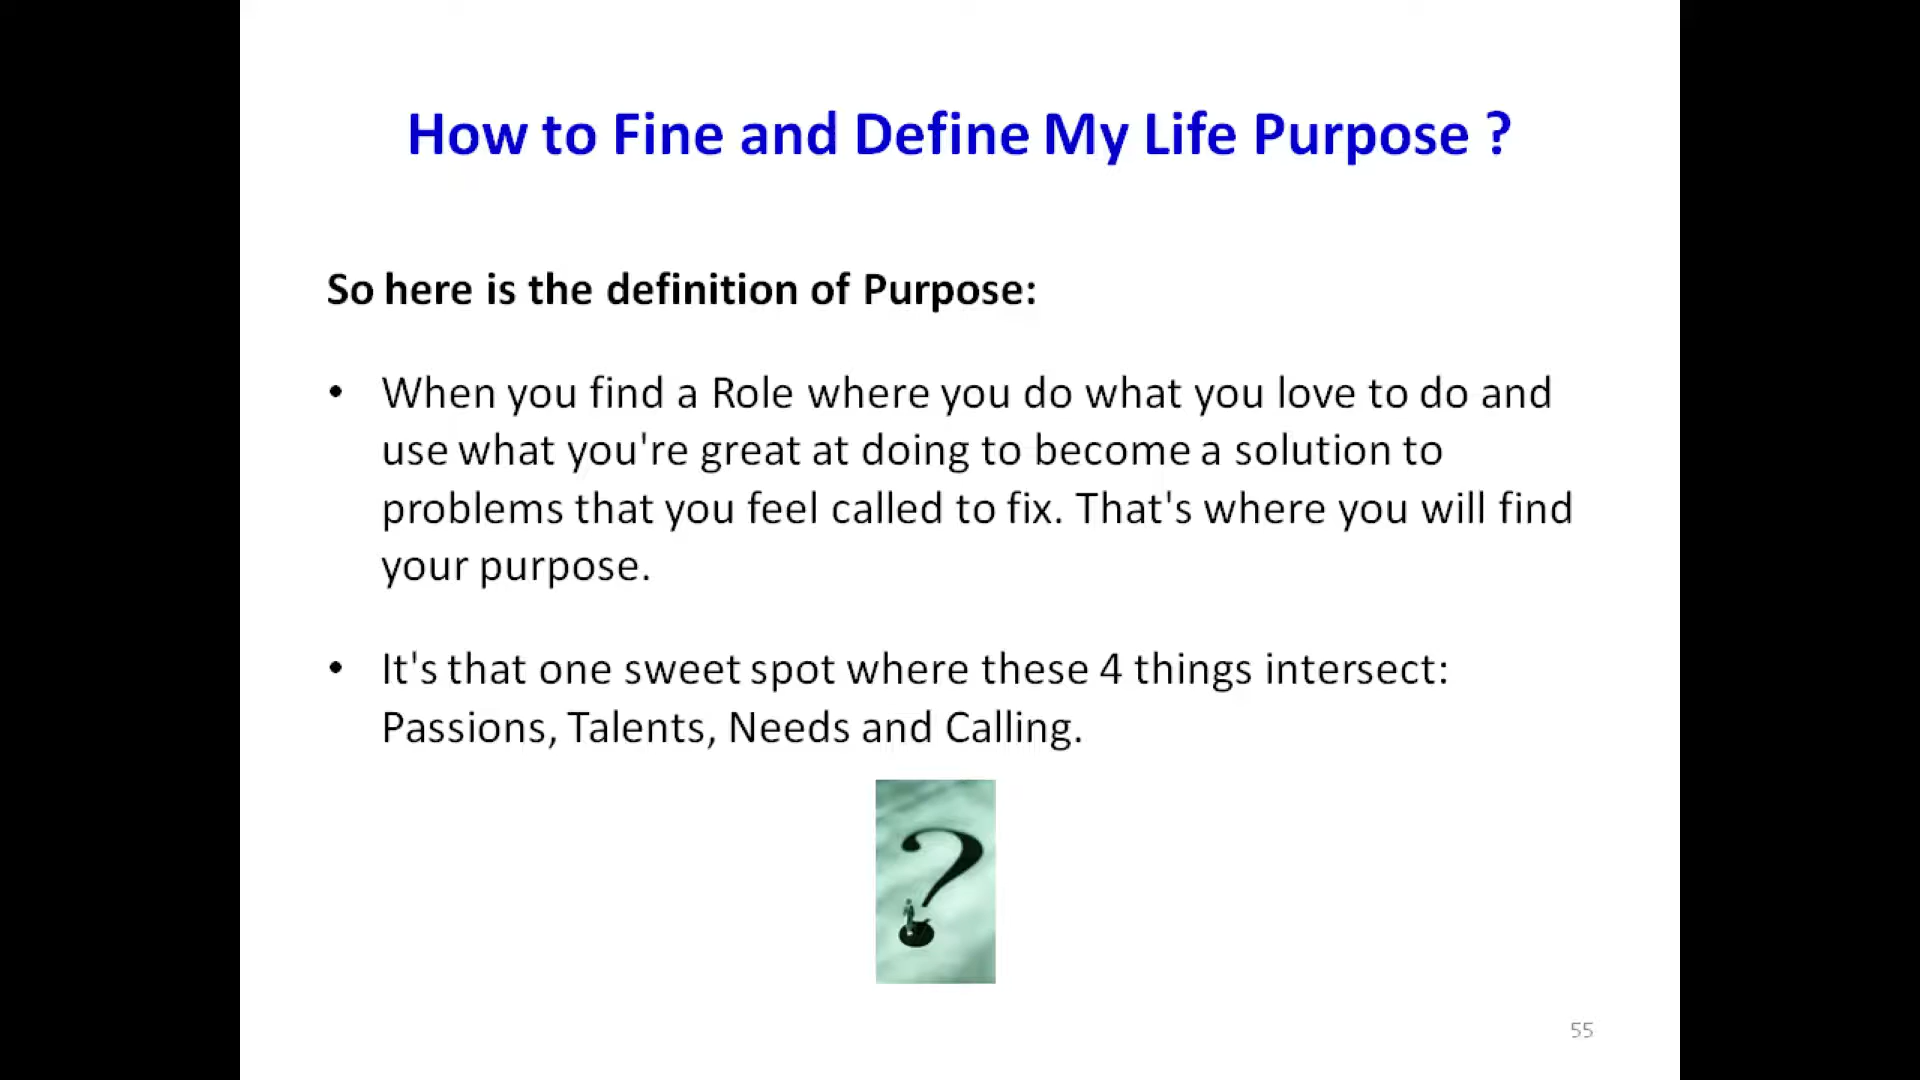 How to Fine and Define My Life Purpose ?
So here is the definition of Purpose:
• When you find a Role where you do what you love to do and
use what you're great at doing to become a solution to
problems that you feel called to fix. That's where you will find
your purpose.
• It's that one sweet spot where these 4 things intersect:
Passions, Talents, Needs and Calling.
?
55